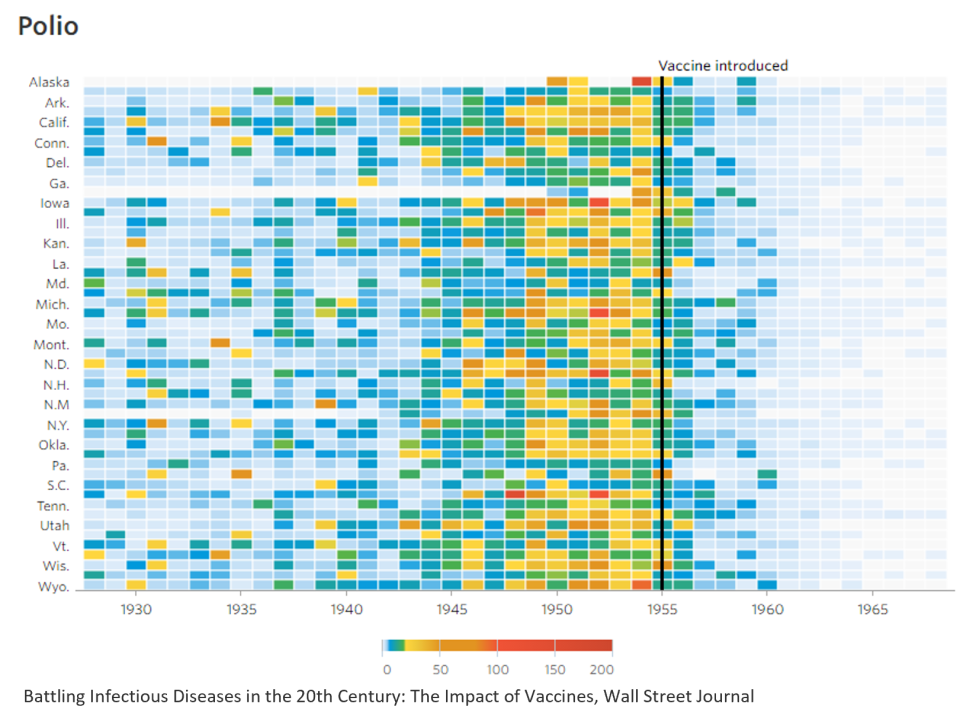 Polio
Vaccine introduced
Alaska
Ark.
Calif.
Conn.
Del.
Ga.
Iowa
Ill.
Kan.
La.
Md.
Mich.
Mo.
Mont.
N.D.
N.H.
N.M
N.Y.
Okla.
Pa.
S.C.
Tenn.
Utah
Vt.
Wis.
Wyo.
1930 1935 1940 1945 1950 1955 1960 1965
0 50 100 150 200
Battling Infectious Diseases in the 20th Century: The Impact of Vaccines, Wall Street Journal